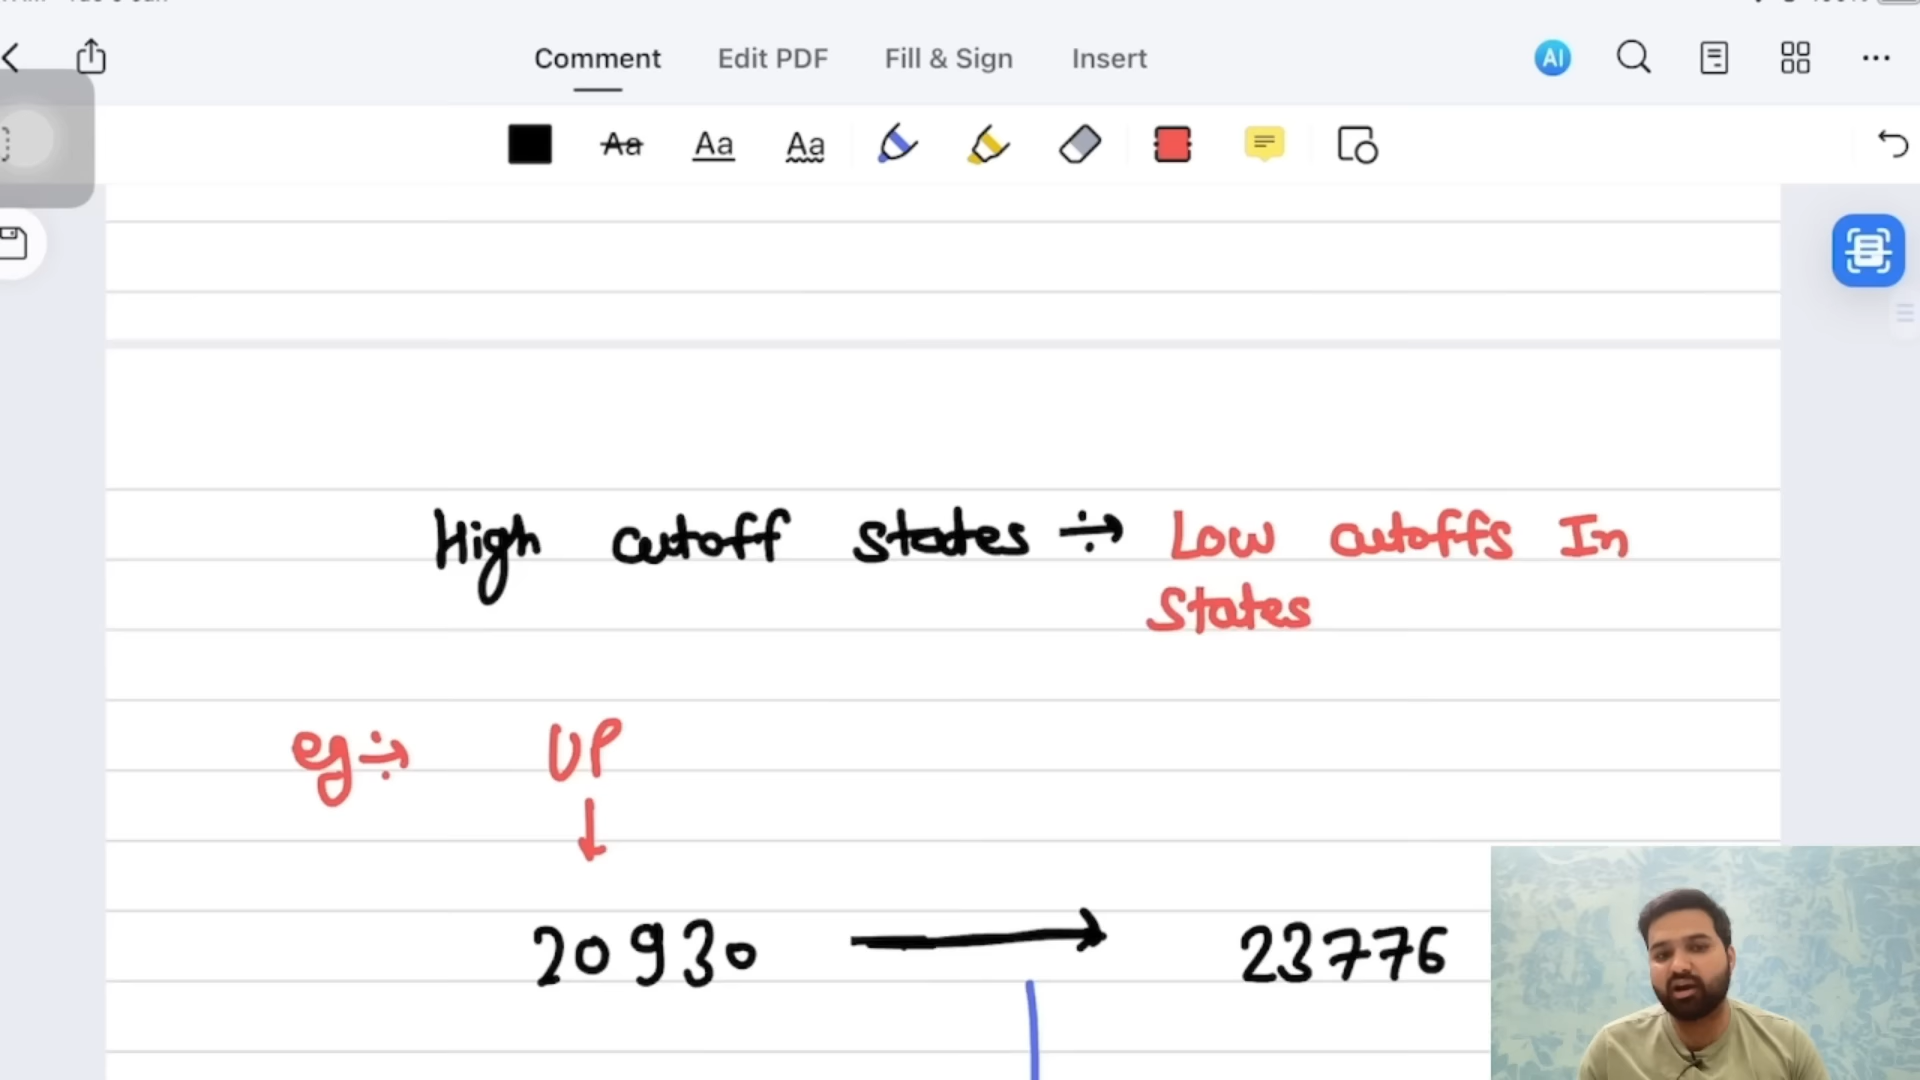 Comment Edit PDF Fill & Sign Insert AI
Aa Aa Aa
High cutoff states Low cutoffs In
States
eg UP
20930 23776